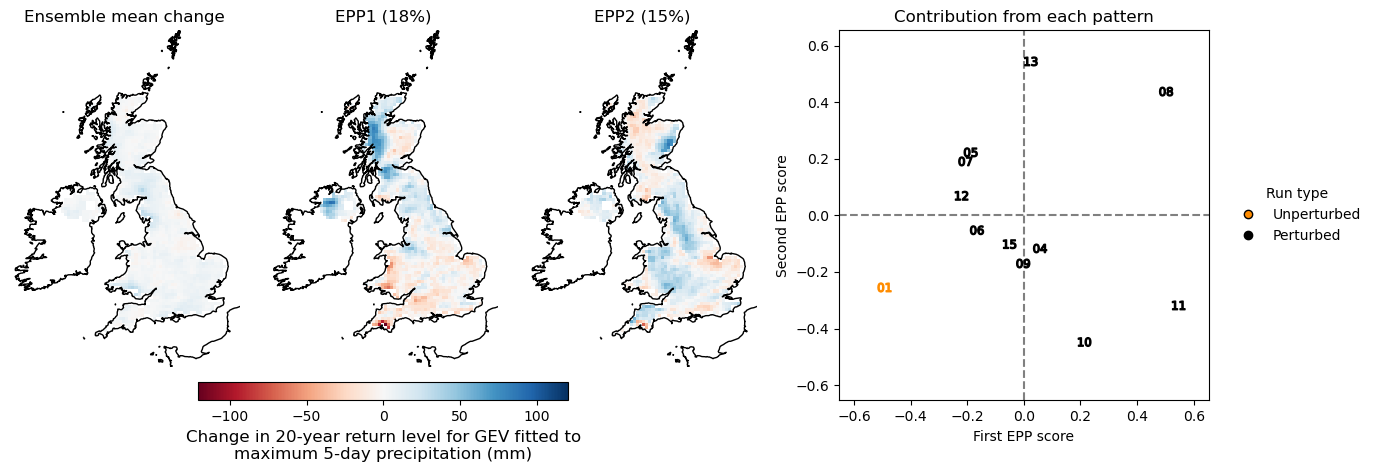 Ensemble mean change
EPP1 (18%)
EPP2 (15%)
Contribution from each pattern
−100
−50
0
50
100
Change in 20-year return level for GEV fitted to
maximum 5-day precipitation (mm)
Second EPP score
0.6
0.4
0.2
0.0
−0.2
−0.4
−0.6
13
08
05
07
12
06
15
04
09
01
11
10
−0.6
−0.4
−0.2
0.0
0.2
0.4
0.6
First EPP score
Run type
Unperturbed
Perturbed